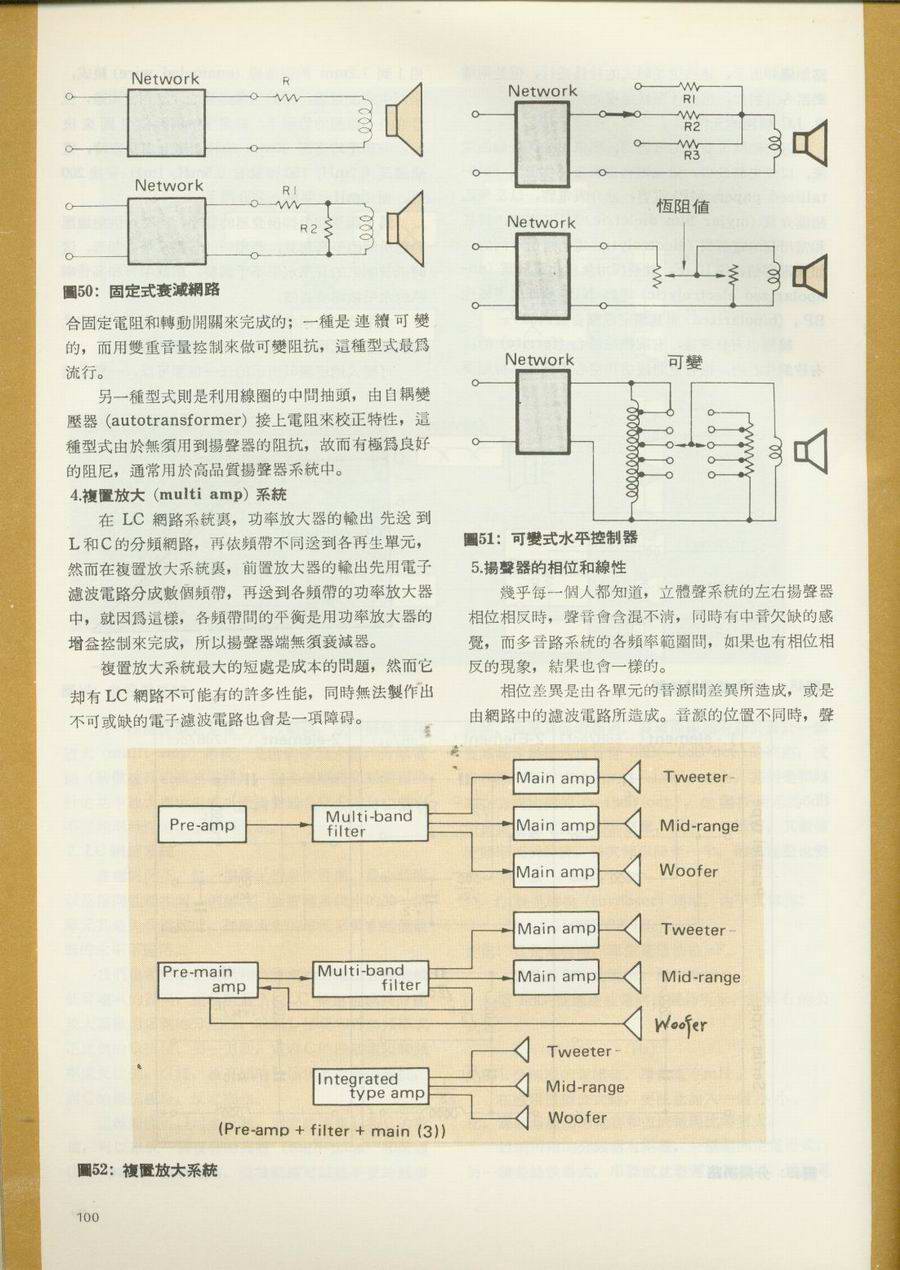 Network
R
Network
R1
R2
圖50：固定式衰減網路
合固定電阻和轉動開關來完成的；一種是連續可變
的，而用雙重音量控制來做可變阻抗，這種型式最爲
流行。
另一種型式則是利用線圈的中間抽頭，由自耦變
壓器 (autotransformer) 接上電阻來校正特性，這
種型式由於無須用到揚聲器的阻抗，故而有極爲良好
的阻尼，通常用於高品質揚聲器系統中。
4.複置放大 (multi amp) 系統
在 LC 網路系統裏，功率放大器的輸出先送到
L和C的分頻網路，再依頻帶不同送到各再生單元，
然而在複置放大系統裏，前置放大器的輸出先用電子
濾波電路分成數個頻帶，再送到各頻帶的功率放大器
中，就因爲這樣，各頻帶間的平衡是用功率放大器的
增益控制來完成，所以揚聲器端無須衰減器。
複置放大系統最大的短處是成本的問題，然而它
却有 LC 網路不可能有的許多性能，同時無法製作出
不可或缺的電子濾波電路也會是一項障碍。
Network
R1
R2
R3
恆阻値
Network
Network
可變
圖51：可變式水平控制器
5.揚聲器的相位和線性
幾乎每一個人都知道，立體聲系統的左右揚聲器
相位相反時，聲音會含混不淸，同時有中音欠缺的感
覺，而多音路系統的各頻率範圍間，如果也有相位相
反的現象，結果也會一樣的。
相位差異是由各單元的音源間差異所造成，或是
由網路中的濾波電路所造成。音源的位置不同時，聲
Pre-amp
Multi-band
filter
Main amp
Tweeter
Main amp
Mid-range
Main amp
Woofer
Pre-main
amp
Multi-band
filter
Main amp
Tweeter
Main amp
Mid-range
Woofer
Integrated
type amp
Tweeter
Mid-range
Woofer
(Pre-amp + filter + main (3))
圖52：複置放大系統
100